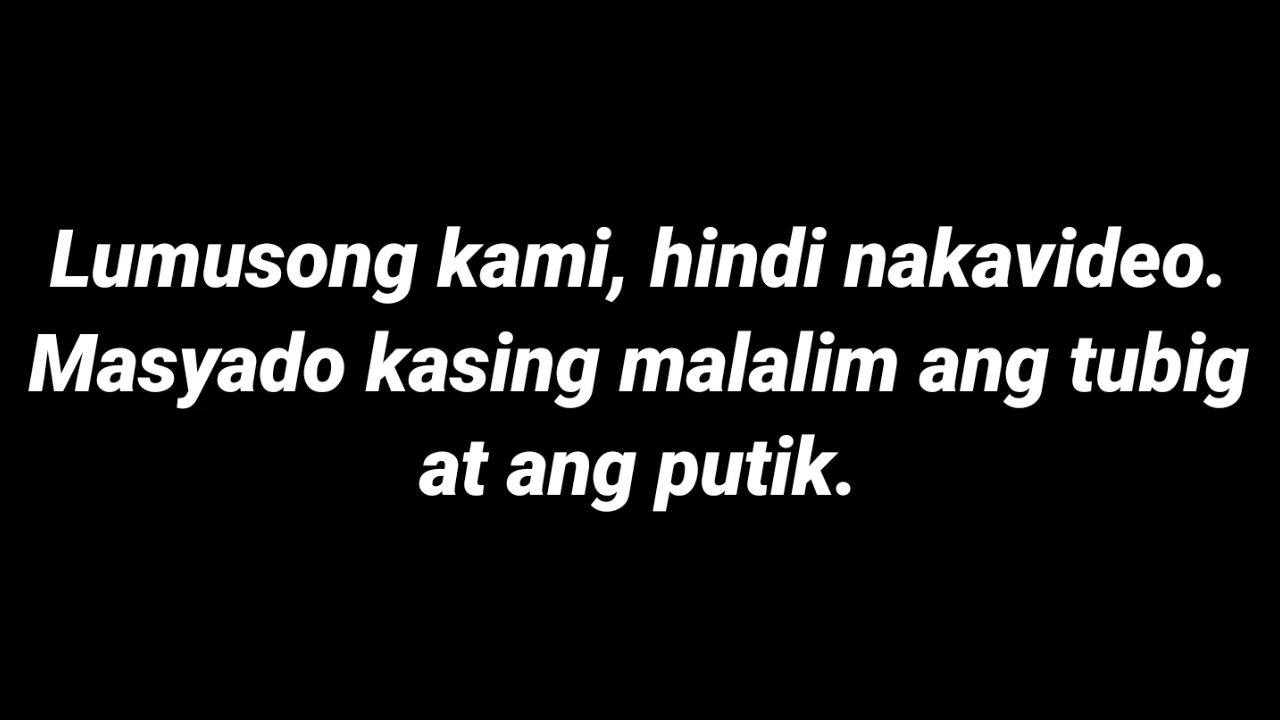 Lumusong kami, hindi nakavideo.
Masyado kasing malalim ang tubig
at ang putik.